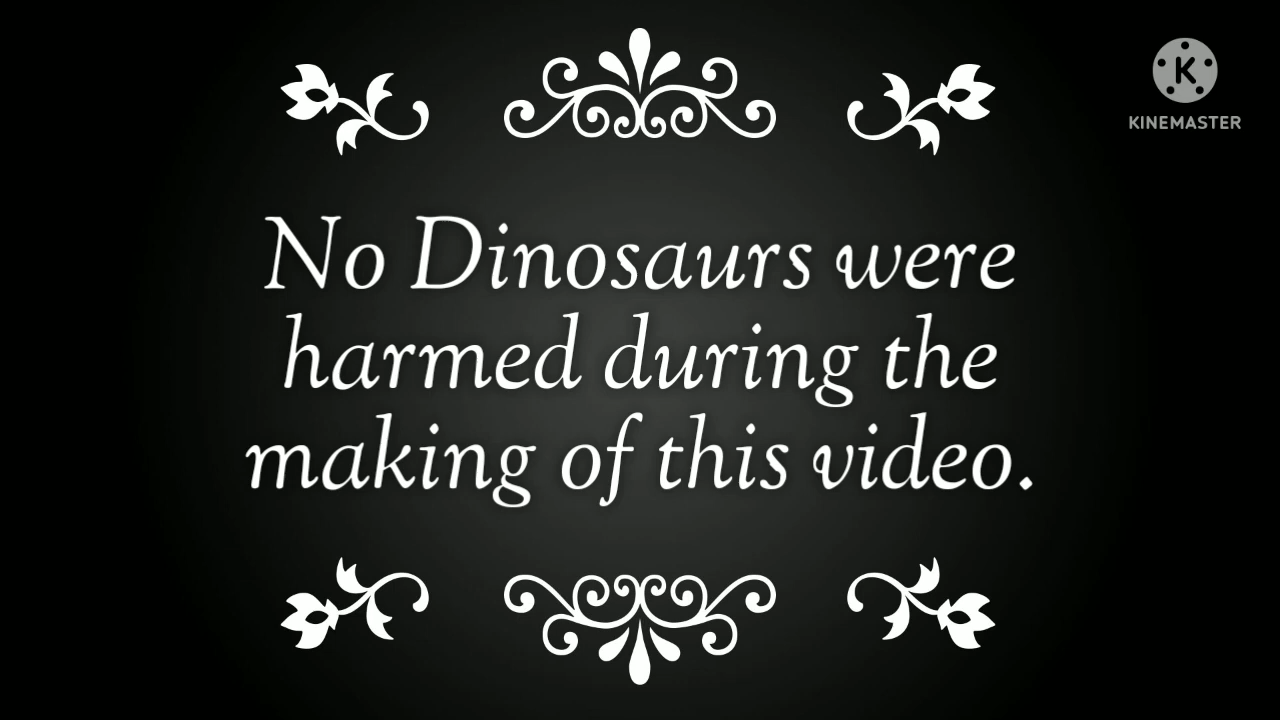 KINEMASTER
No Dinosaurs were
harmed during the
making of this video.